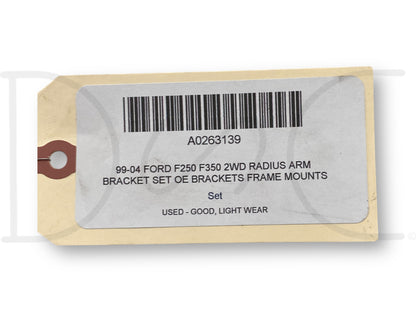 A0263139
99-04 FORD F250 F350 2WD RADIUS ARM
BRACKET SET OE BRACKETS FRAME MOUNTS
Set
USED - GOOD, LIGHT WEAR